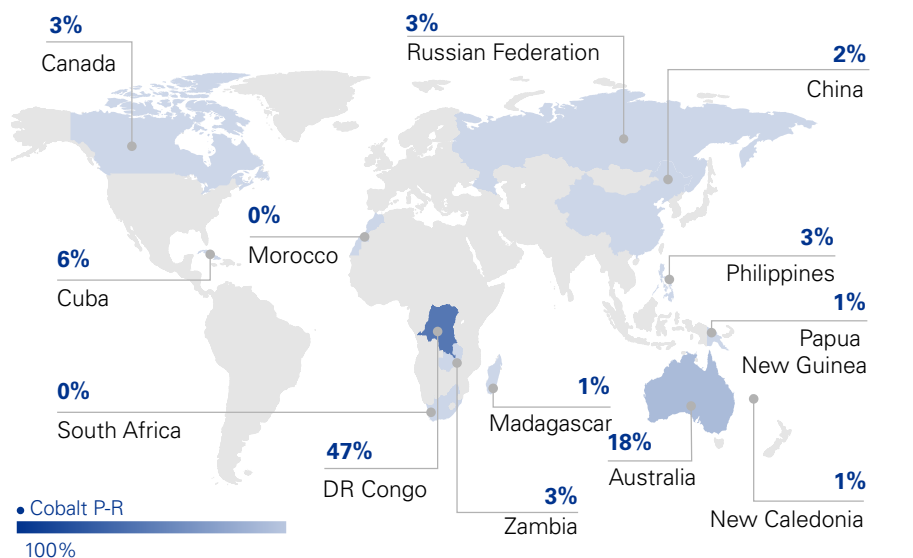 3%
Canada
3%
Russian Federation
2%
China
0%
Morocco
6%
Cuba
3%
Philippines
1%
Papua
New Guinea
0%
South Africa
1%
Madagascar
18%
Australia
47%
DR Congo
3%
Zambia
1%
New Caledonia
Cobalt P-R
100%